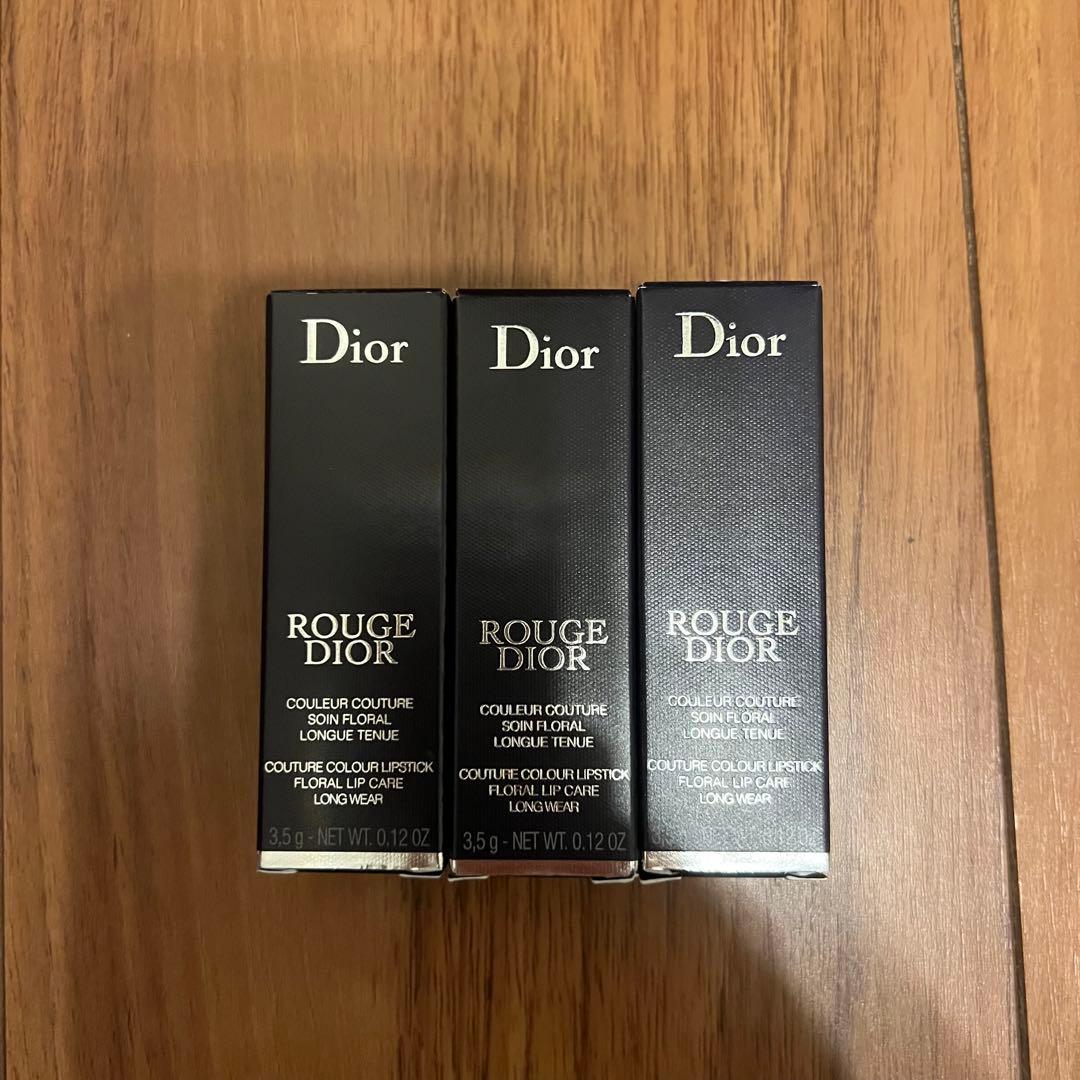 Dior
ROUGE
DIOR
COULEUR COUTURE
SOIN FLORAL
LONGUE TENUE
COUTURE COLOUR LIPSTICK
FLORAL LIP CARE
LONG WEAR
3,5 g - NET WT. 0.12 OZ
Dior
ROUGE
DIOR
COULEUR COUTURE
SOIN FLORAL
LONGUE TENUE
COUTURE COLOUR LIPSTICK
FLORAL LIP CARE
LONG WEAR
3,5 g - NET WT. 0.12 OZ
Dior
ROUGE
DIOR
COULEUR COUTURE
SOIN FLORAL
LONGUE TENUE
COUTURE COLOUR LIPSTICK
FLORAL LIP CARE
LONG WEAR